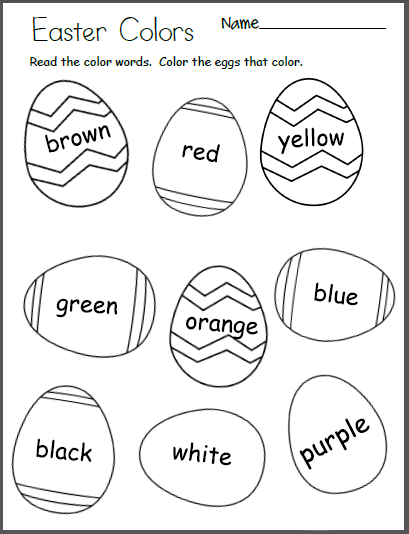 Easter Colors Name
Read the color words. Color the eggs that color.
brown
red
yellow
green
orange
blue
black
white
purple